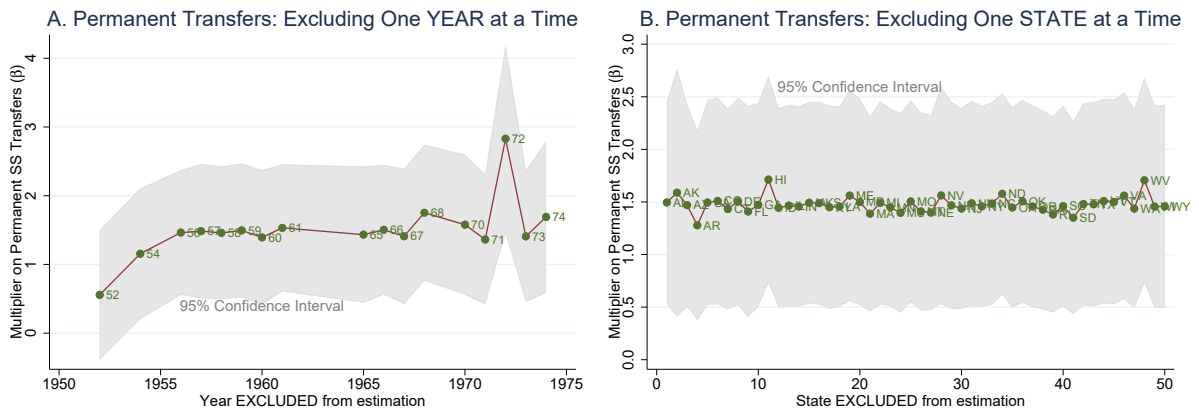 A. Permanent Transfers: Excluding One YEAR at a Time
Multiplier on Permanent SS Transfers (β)
4
3
2
1
0
52
54
56
57
58
59
60
61
65
66
67
68
70
71
72
73
74
95% Confidence Interval
1950
1955
1960
1965
1970
1975
Year EXCLUDED from estimation
B. Permanent Transfers: Excluding One STATE at a Time
Multiplier on Permanent SS Transfers (β)
3.0
2.5
2.0
1.5
1.0
0.5
0.0
95% Confidence Interval
AK
AZ
AR
FL
HI
ME
MA
MO
NE
NV
ND
OK
SD
VA
WA
WV
WY
0
10
20
30
40
50
State EXCLUDED from estimation